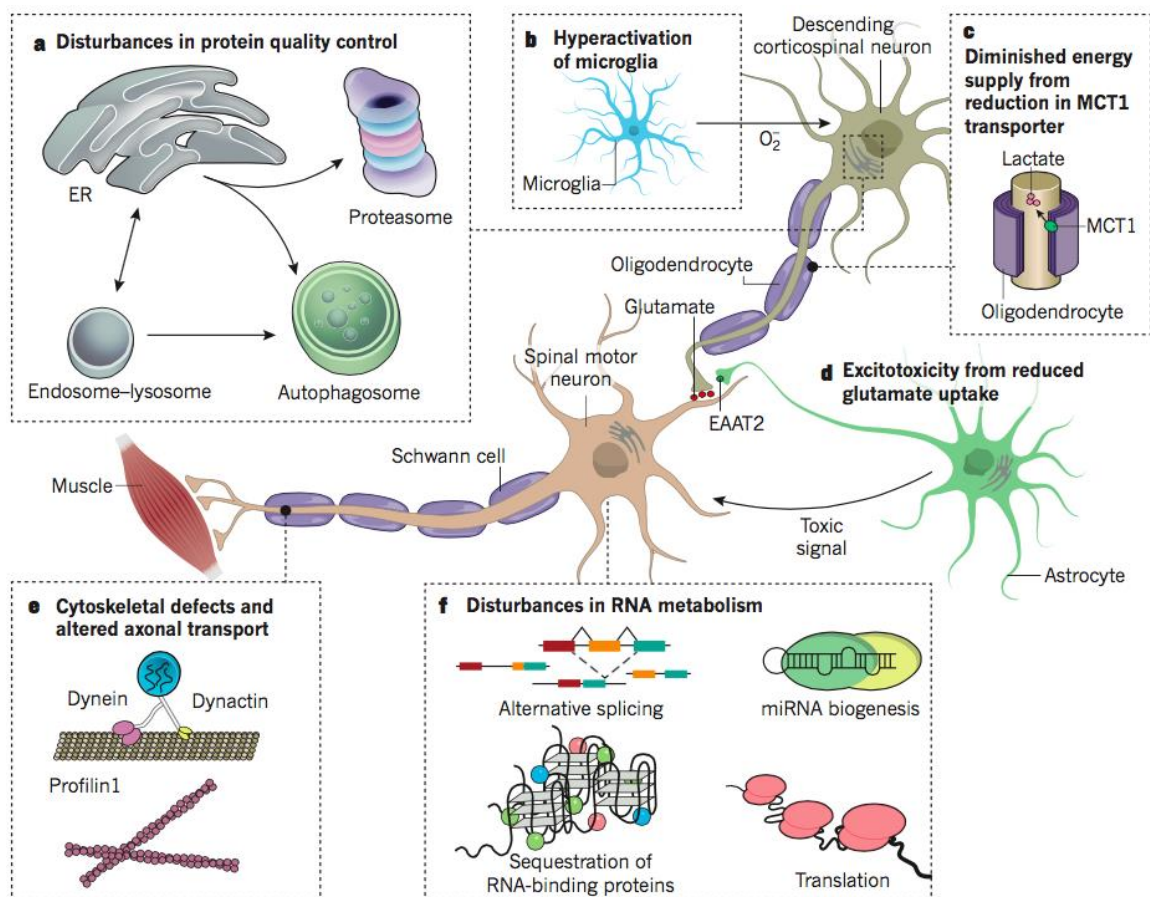 a Disturbances in protein quality control
ER
Proteasome
Endosome–lysosome
Autophagosome
b Hyperactivation
of microglia
Microglia
O₂⁻
Descending
corticospinal neuron
c
Diminished energy
supply from
reduction in MCT1
transporter
Lactate
MCT1
Oligodendrocyte
Oligodendrocyte
Glutamate
Spinal motor
neuron
EAAT2
d Excitotoxicity from reduced
glutamate uptake
Schwann cell
Muscle
Toxic
signal
Astrocyte
e Cytoskeletal defects and
altered axonal transport
Dynein
Dynactin
Profilin1
f Disturbances in RNA metabolism
Alternative splicing
miRNA biogenesis
Sequestration of
RNA-binding proteins
Translation